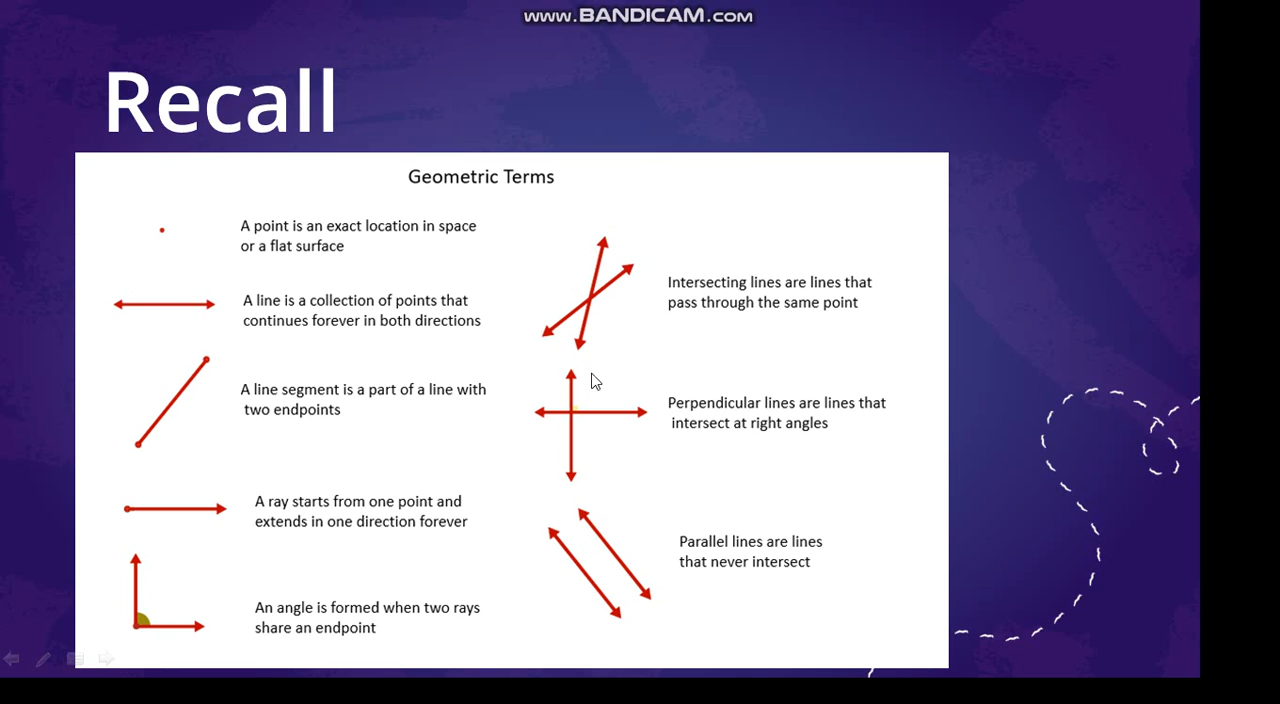 www.BANDICAM.com
Recall
Geometric Terms
A point is an exact location in space
or a flat surface
A line is a collection of points that
continues forever in both directions
A line segment is a part of a line with
two endpoints
A ray starts from one point and
extends in one direction forever
An angle is formed when two rays
share an endpoint
Intersecting lines are lines that
pass through the same point
Perpendicular lines are lines that
intersect at right angles
Parallel lines are lines
that never intersect